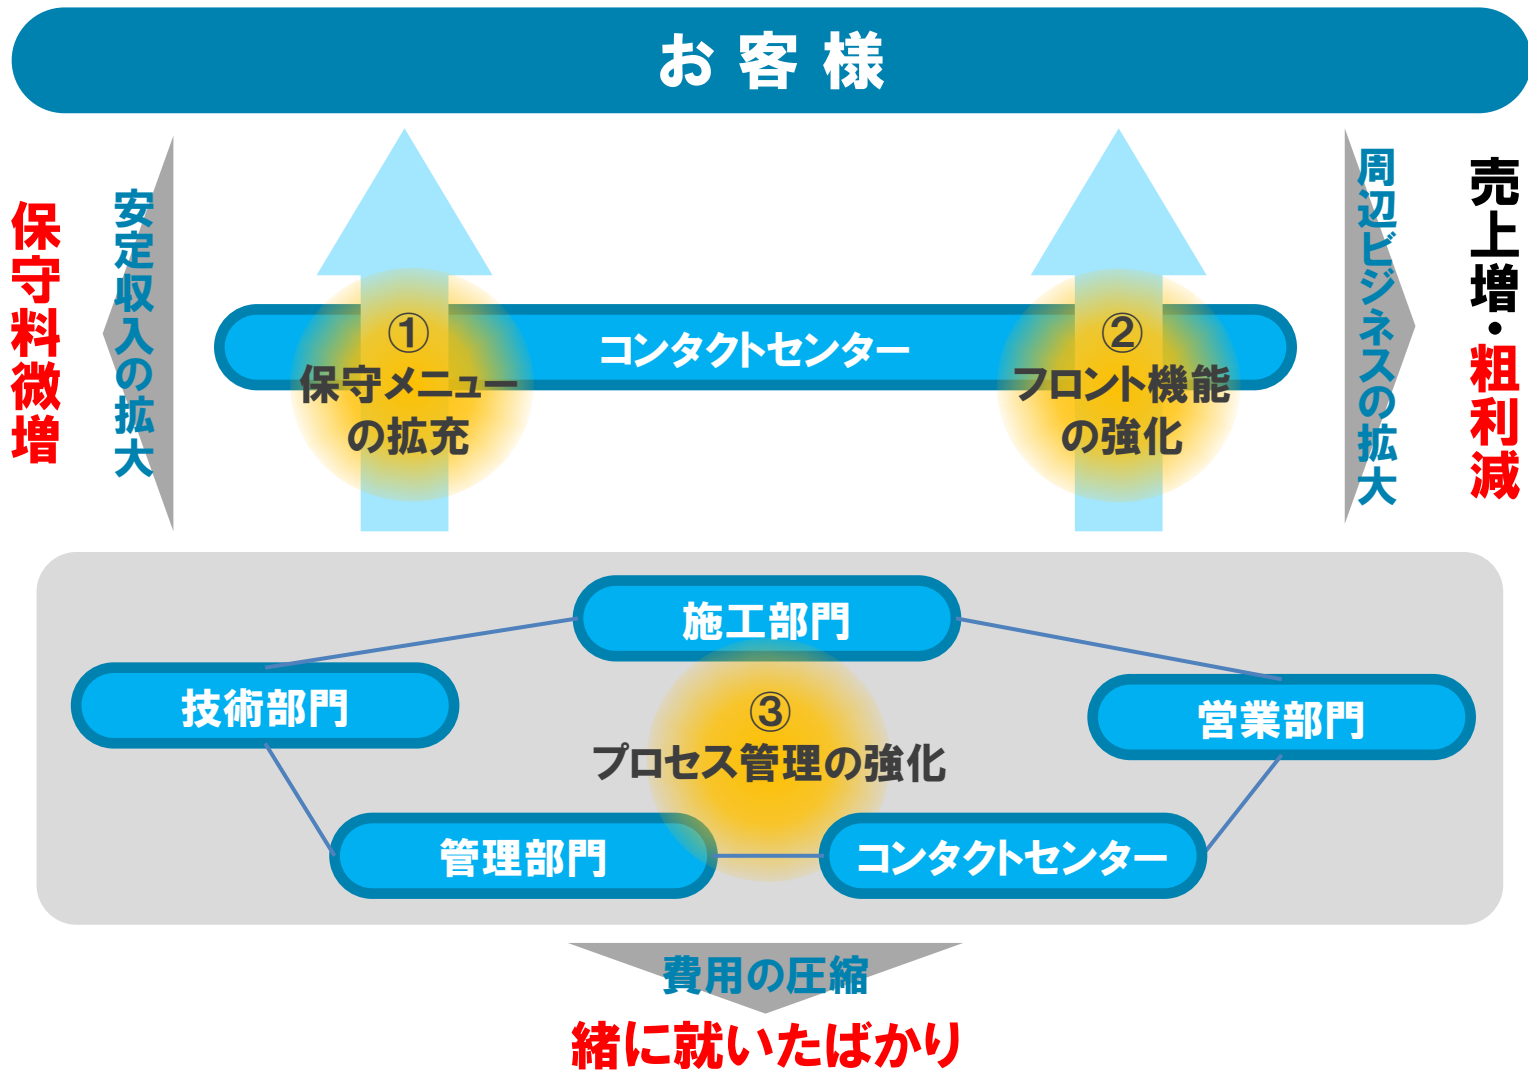 お客様
保守料微増
安定収入の拡大
①
保守メニュー
の拡充
コンタクトセンター
②
フロント機能
の強化
周辺ビジネスの拡大
売上増・粗利減
施工部門
技術部門
営業部門
③
プロセス管理の強化
管理部門
コンタクトセンター
費用の圧縮
緒に就いたばかり